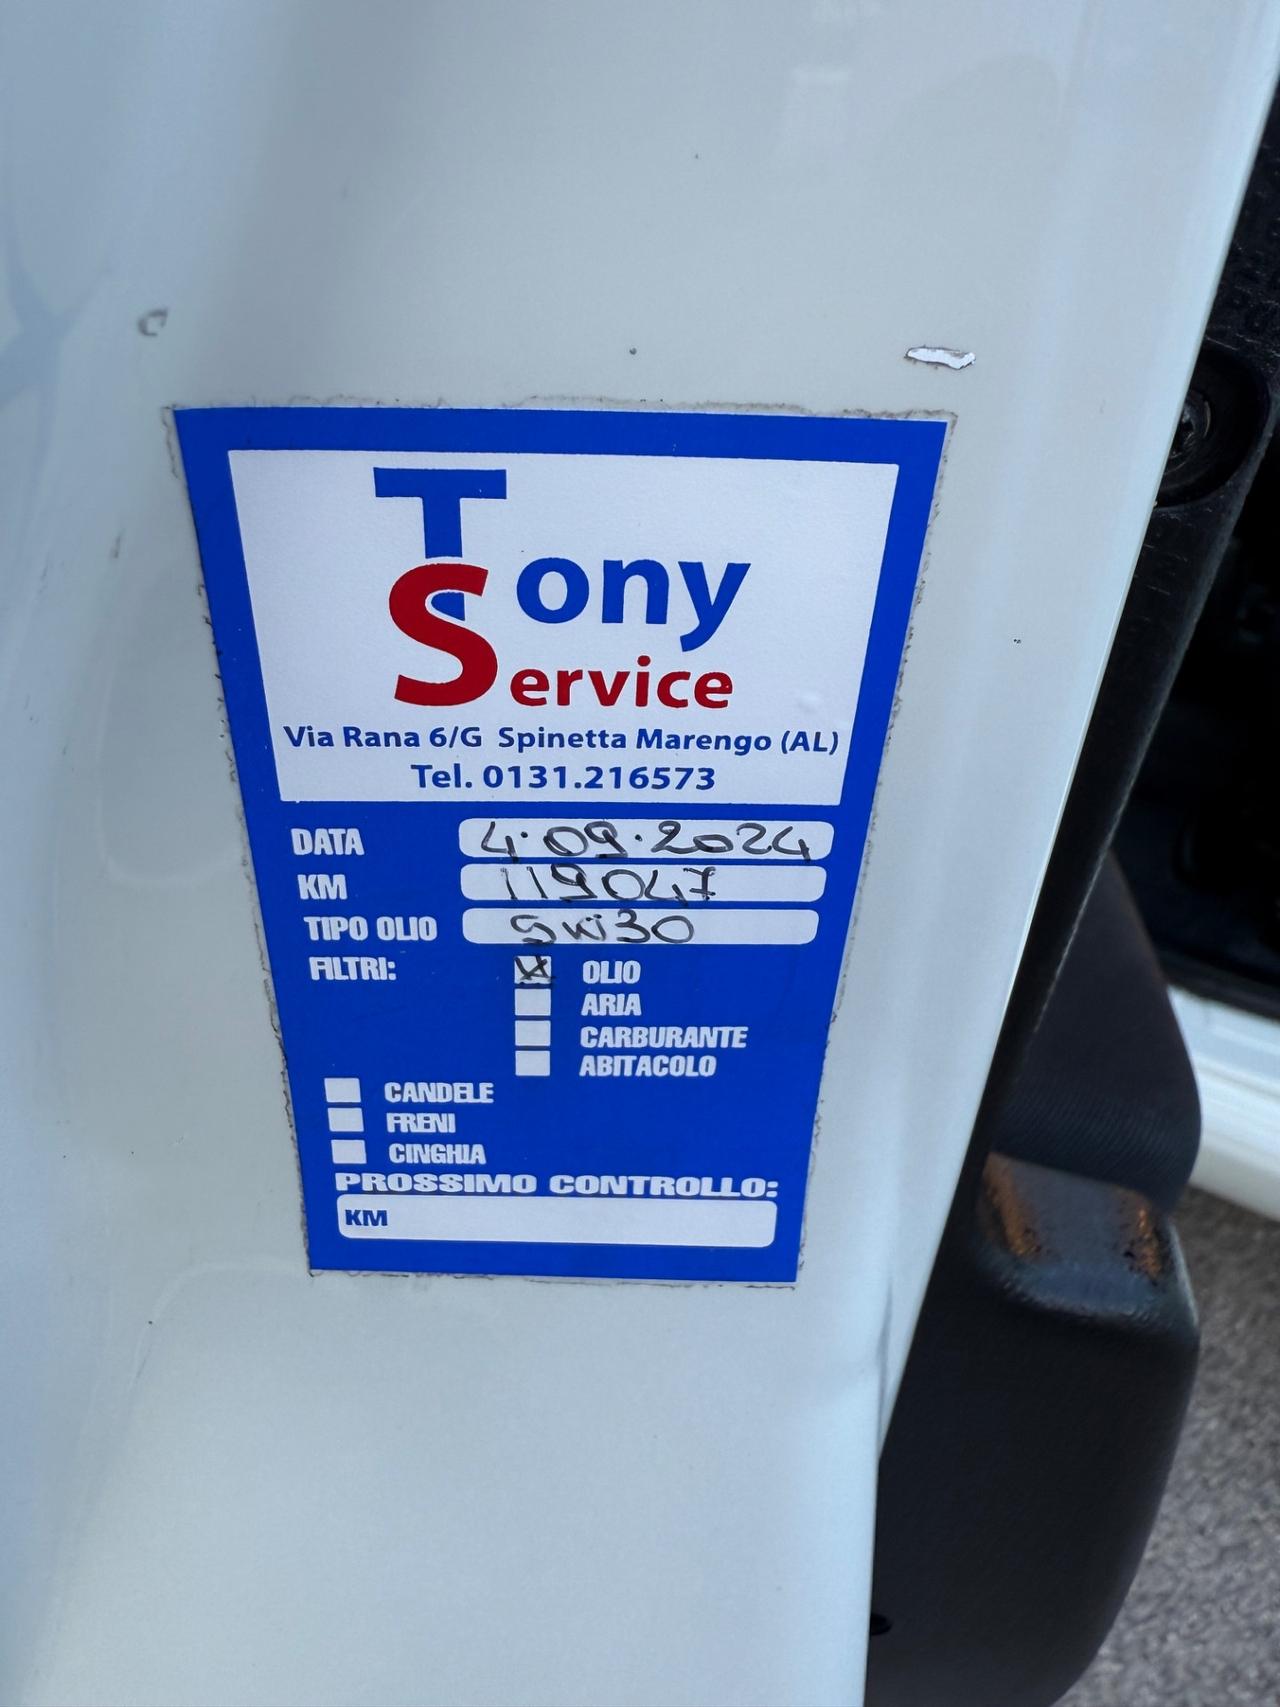 Tony
Service
Via Rana 6/G Spinetta Marengo (AL)
Tel. 0131.216573
DATA 4.09.2024
KM 119047
TIPO OLIO 5W30
FILTRI: X OLIO
ARIA
CARBURANTE
ABITACOLO
CANDELE
FRENI
CINGHIA
PROSSIMO CONTROLLO:
KM